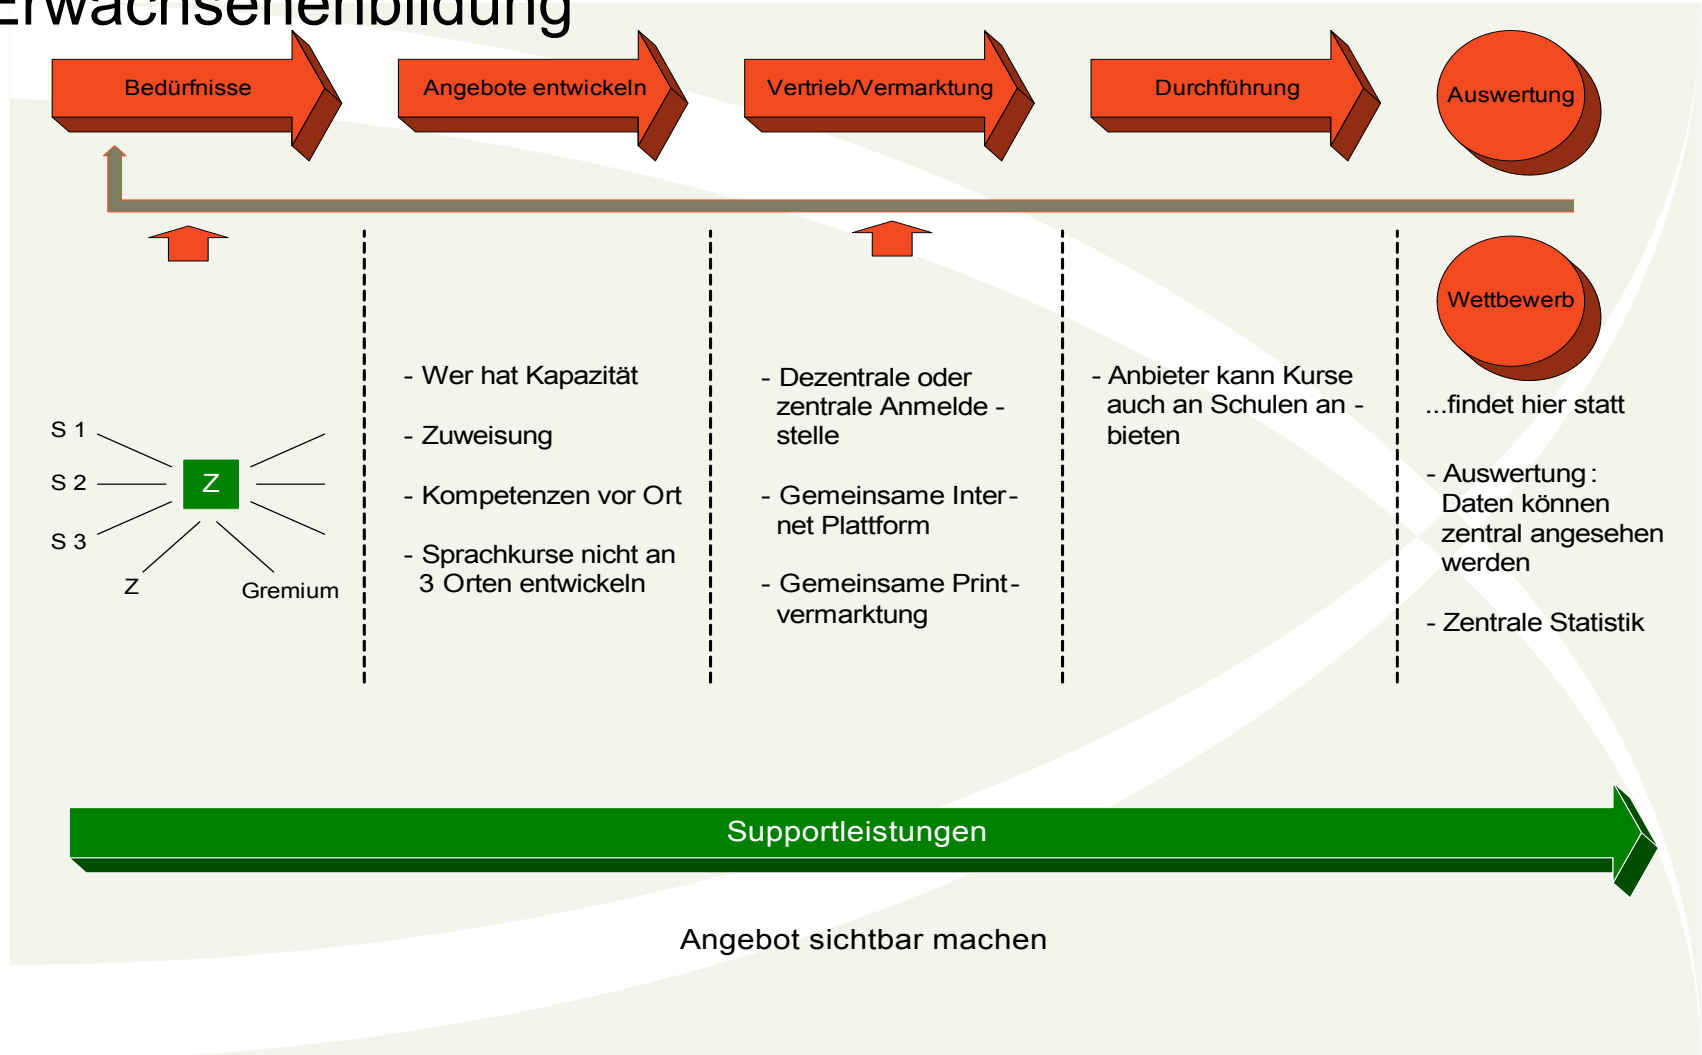 Erwachsenenbildung
Bedürfnisse
Angebote entwickeln
Vertrieb/Vermarktung
Durchführung
Auswertung
Wettbewerb
S 1
S 2
S 3
Z
Z
Gremium
- Wer hat Kapazität
- Zuweisung
- Kompetenzen vor Ort
- Sprachkurse nicht an
3 Orten entwickeln
- Dezentrale oder
zentrale Anmelde -
stelle
- Gemeinsame Inter-
net Plattform
- Gemeinsame Print-
vermarktung
- Anbieter kann Kurse
auch an Schulen an -
bieten
...findet hier statt
- Auswertung :
Daten können
zentral angesehen
werden
- Zentrale Statistik
Supportleistungen
Angebot sichtbar machen